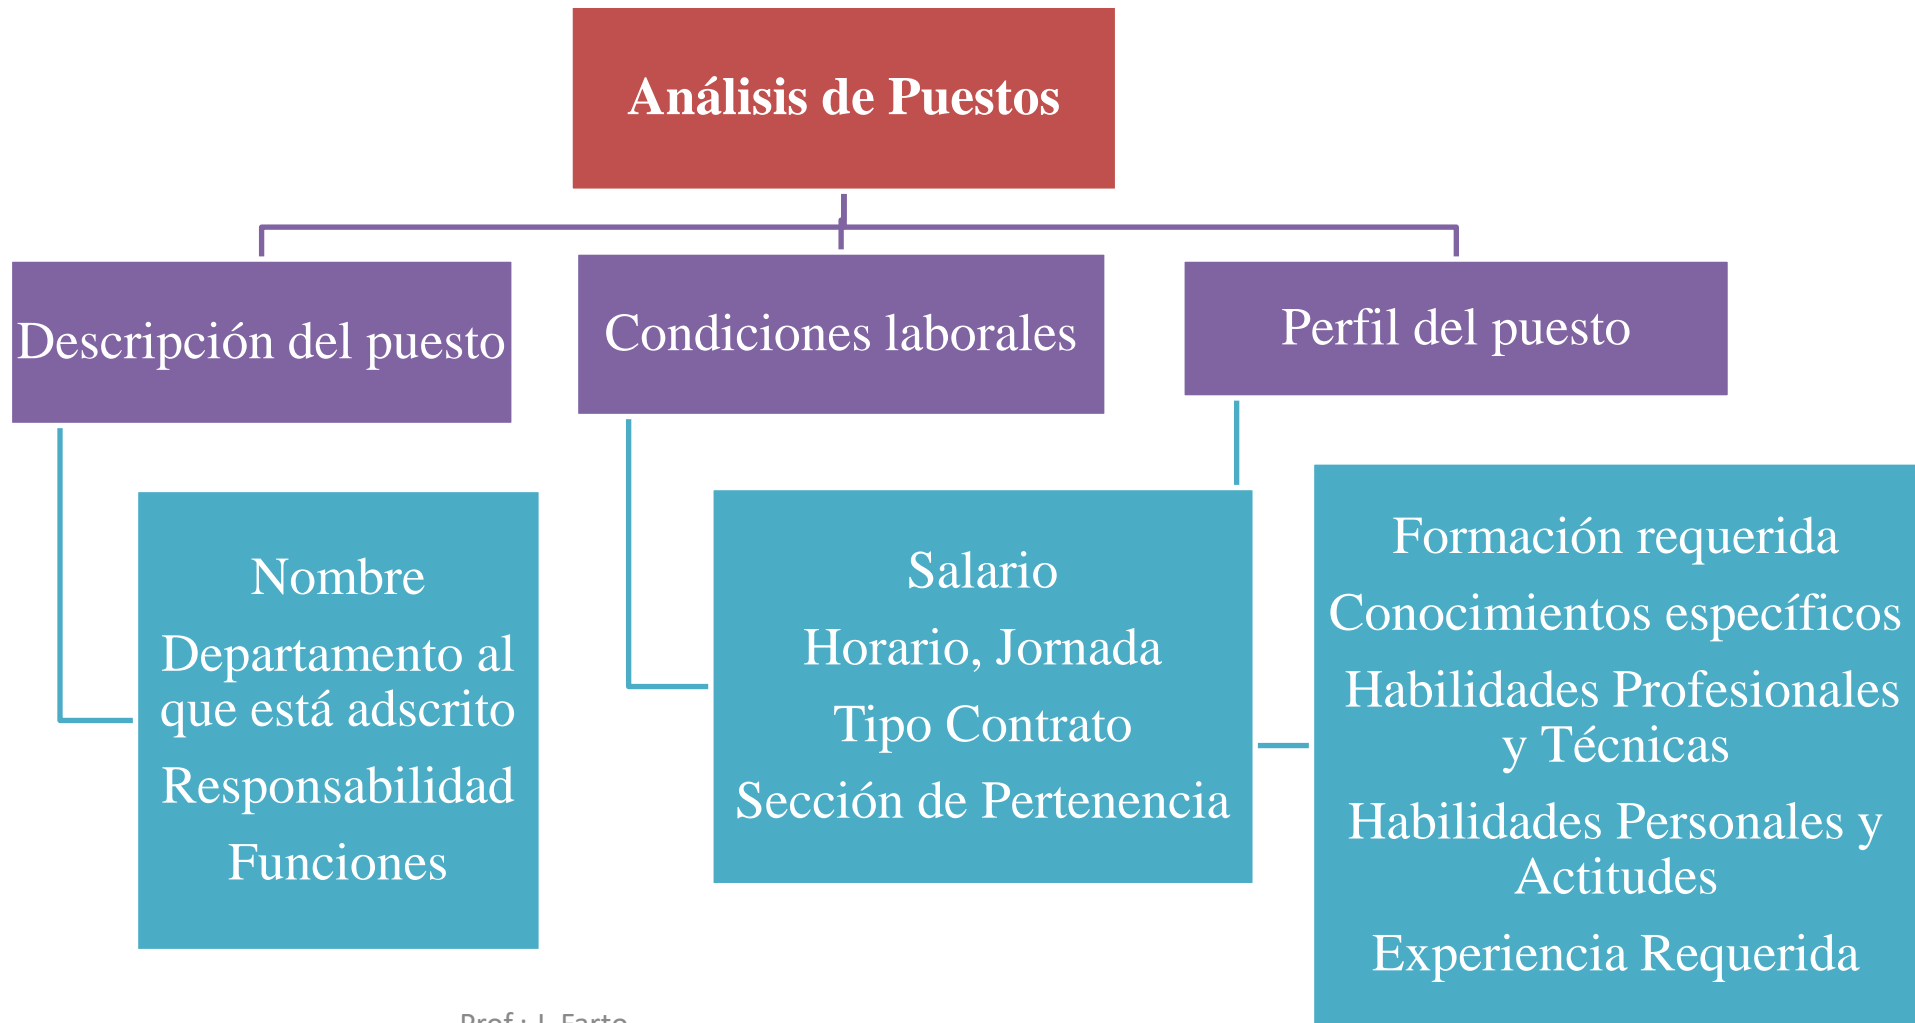 Análisis de Puestos
Descripción del puesto
Nombre
Departamento al
que está adscrito
Responsabilidad
Funciones
Condiciones laborales
Salario
Horario, Jornada
Tipo Contrato
Sección de Pertenencia
Perfil del puesto
Formación requerida
Conocimientos específicos
Habilidades Profesionales
y Técnicas
Habilidades Personales y
Actitudes
Experiencia Requerida
Farto